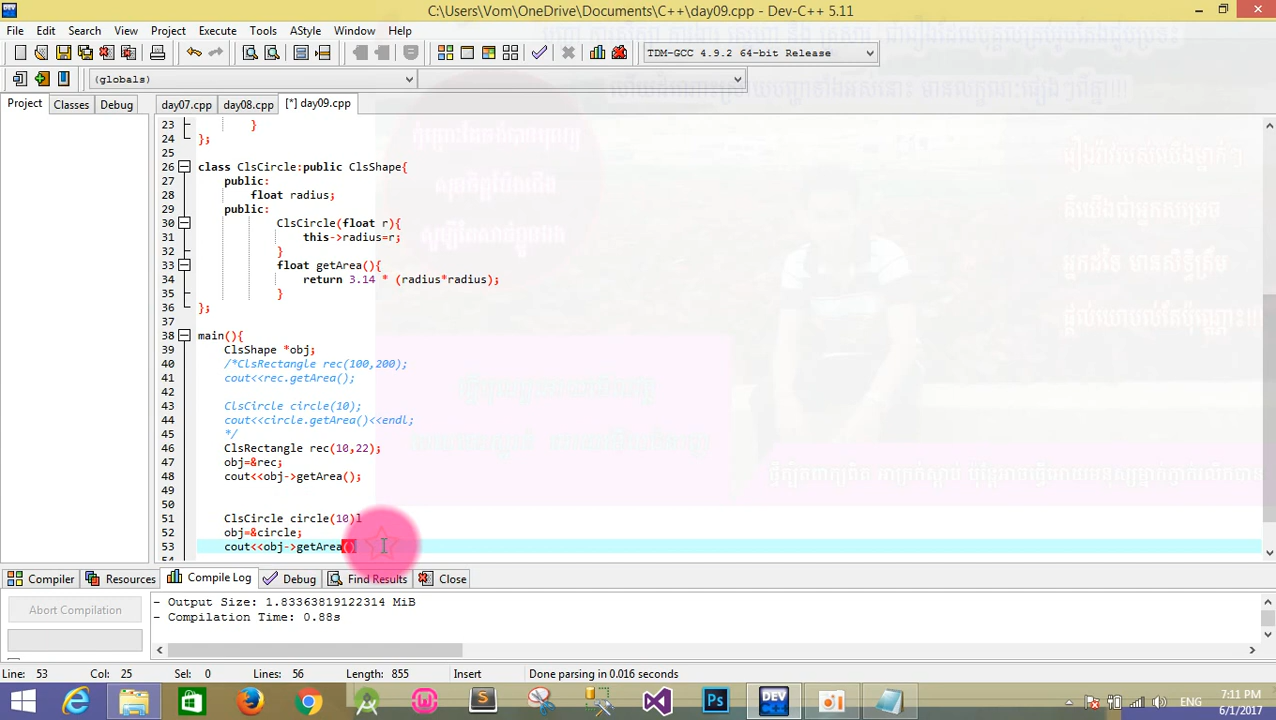 C:\Users\Vom\OneDrive\Documents\C++\day09.cpp - Dev-C++ 5.11
File Edit Search View Project Execute Tools AStyle Window Help
TDM-GCC 4.9.2 64-bit Release
(globals)
Project Classes Debug day07.cpp day08.cpp [*] day09.cpp
23 }
24 };
25
26 class ClsCircle:public ClsShape{
27 public:
28 float radius;
29 public:
30 ClsCircle(float r){
31 this->radius=r;
32 }
33 float getArea(){
34 return 3.14 * (radius*radius);
35 }
36 };
37
38 main(){
39 ClsShape *obj;
40 /*ClsRectangle rec(100,200);
41 cout<<rec.getArea();
42
43 ClsCircle circle(10);
44 cout<<circle.getArea()<<endl;
45 */
46 ClsRectangle rec(10,22);
47 obj=&rec;
48 cout<<obj->getArea();
49
50
51 ClsCircle circle(10)l
52 obj=&circle;
53 cout<<obj->getArea()
Compiler Resources Compile Log Debug Find Results Close
Abort Compilation
- Output Size: 1.83363819122314 MiB
- Compilation Time: 0.88s
Line: 53 Col: 25 Sel: 0 Lines: 56 Length: 855 Insert Done parsing in 0.016 seconds
ENG
7:11 PM
6/1/2017